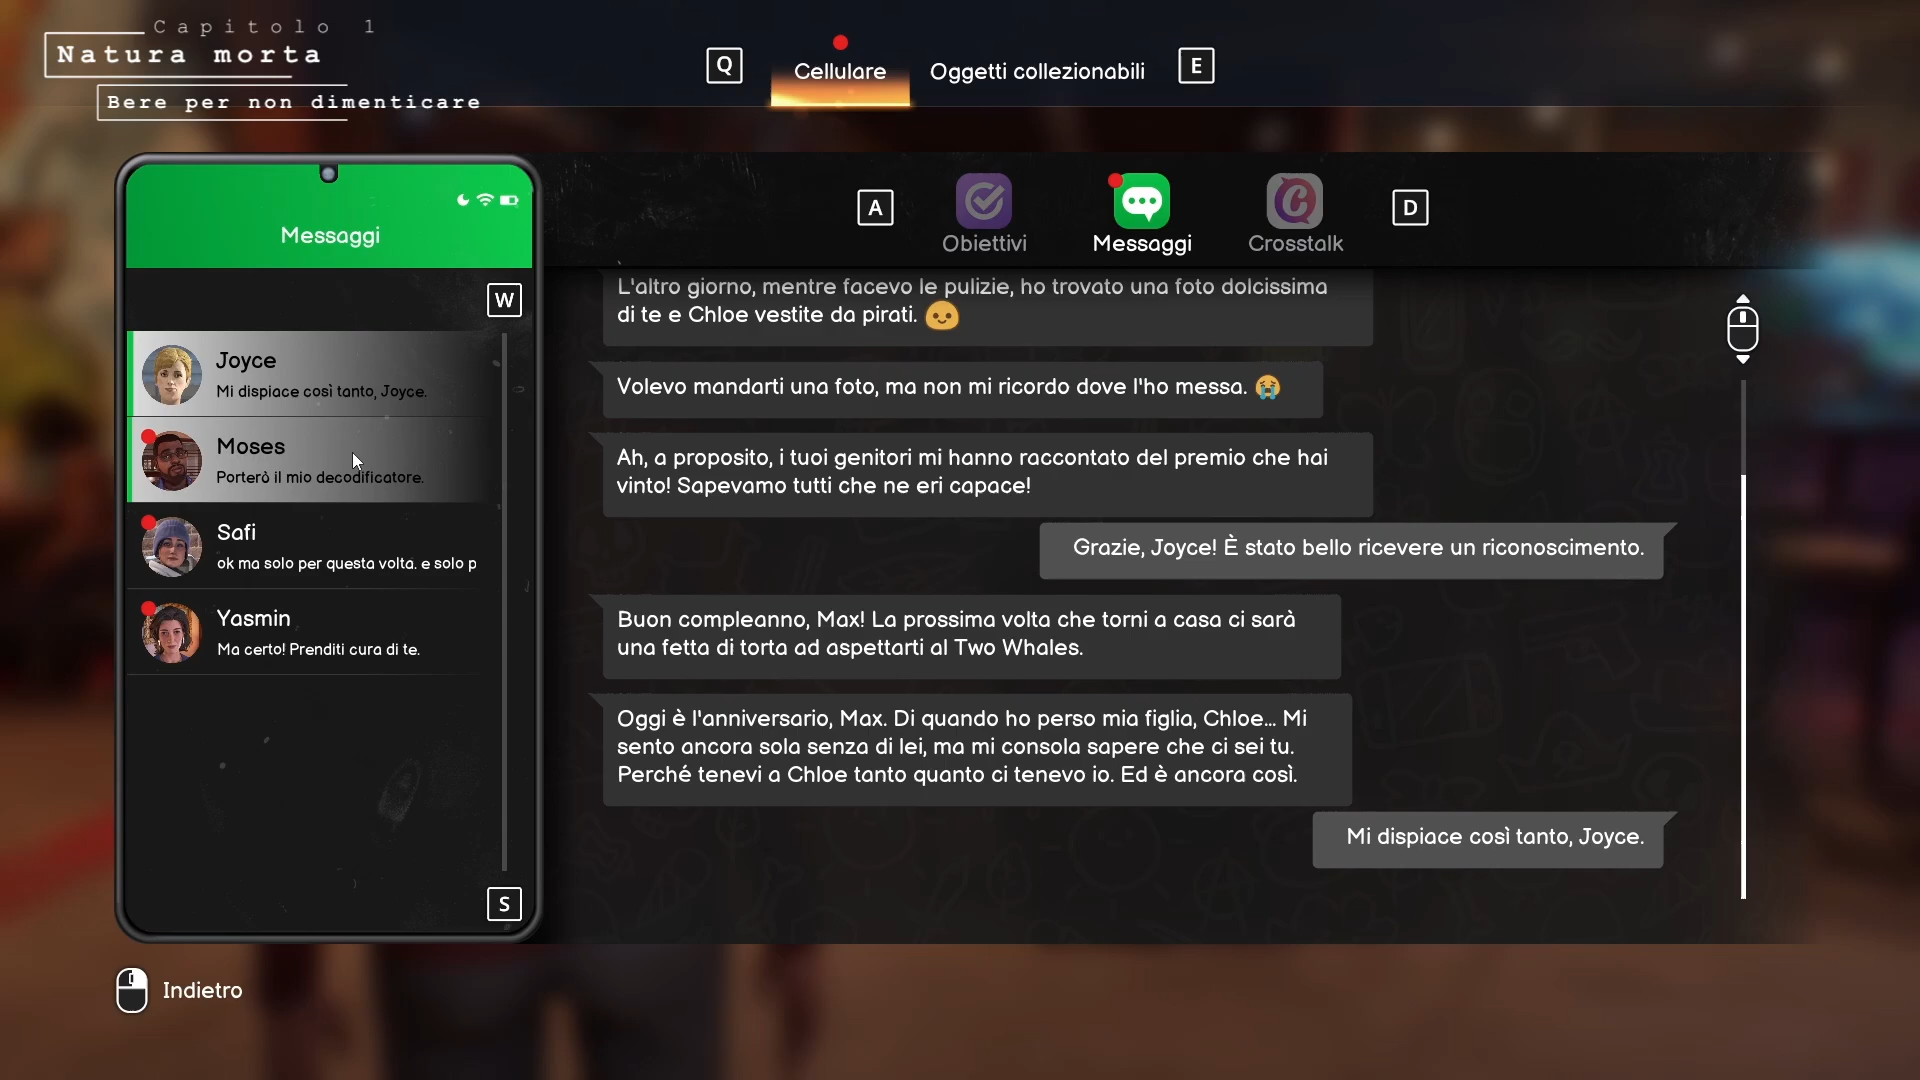 Capitolo 1
Natura morta
Bere per non dimenticare
Q
Cellulare
Oggetti collezionabili
E
Messaggi
A
Obiettivi
Messaggi
Crosstalk
D
W
Joyce
Mi dispiace così tanto, Joyce.
Moses
Porterò il mio decodificatore.
Safi
ok ma solo per questa volta. e solo p
Yasmin
Ma certo! Prenditi cura di te.
S
L'altro giorno, mentre facevo le pulizie, ho trovato una foto dolcissima
di te e Chloe vestite da pirati.
Volevo mandarti una foto, ma non mi ricordo dove l'ho messa.
Ah, a proposito, i tuoi genitori mi hanno raccontato del premio che hai
vinto! Sapevamo tutti che ne eri capace!
Grazie, Joyce! È stato bello ricevere un riconoscimento.
Buon compleanno, Max! La prossima volta che torni a casa ci sarà
una fetta di torta ad aspettarti al Two Whales.
Oggi è l'anniversario, Max. Di quando ho perso mia figlia, Chloe... Mi
sento ancora sola senza di lei, ma mi consola sapere che ci sei tu.
Perché tenevi a Chloe tanto quanto ci tenevo io. Ed è ancora così.
Mi dispiace così tanto, Joyce.
Indietro